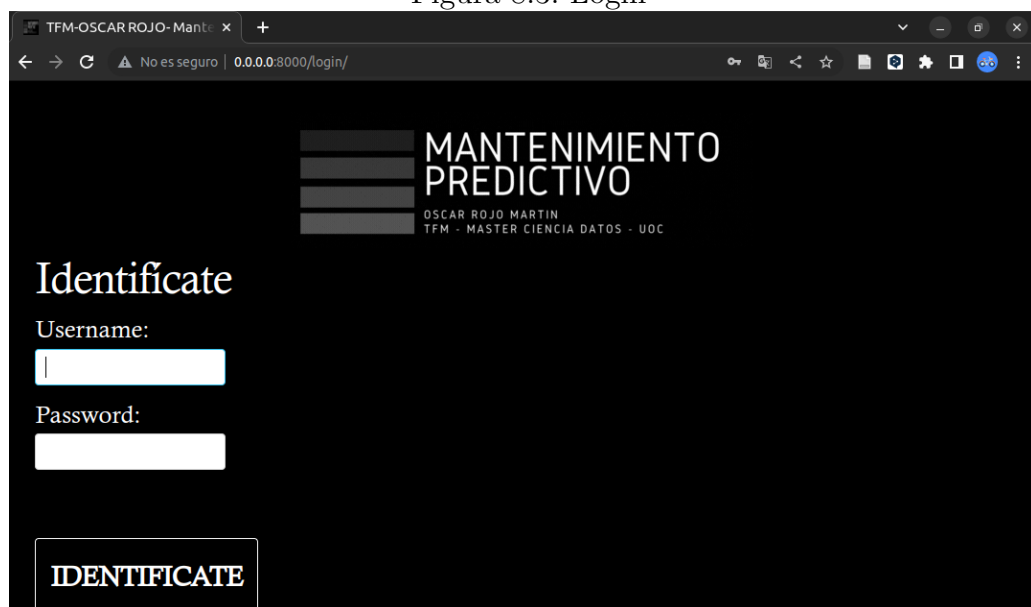 Figura 8.3: Login
TFM-OSCAR ROJO- Mante
No es seguro | 0.0.0.0:8000/login/
MANTENIMIENTO
PREDICTIVO
OSCAR ROJO MARTIN
TFM - MASTER CIENCIA DATOS - UOC
Identifícate
Username:
Password:
IDENTIFICATE